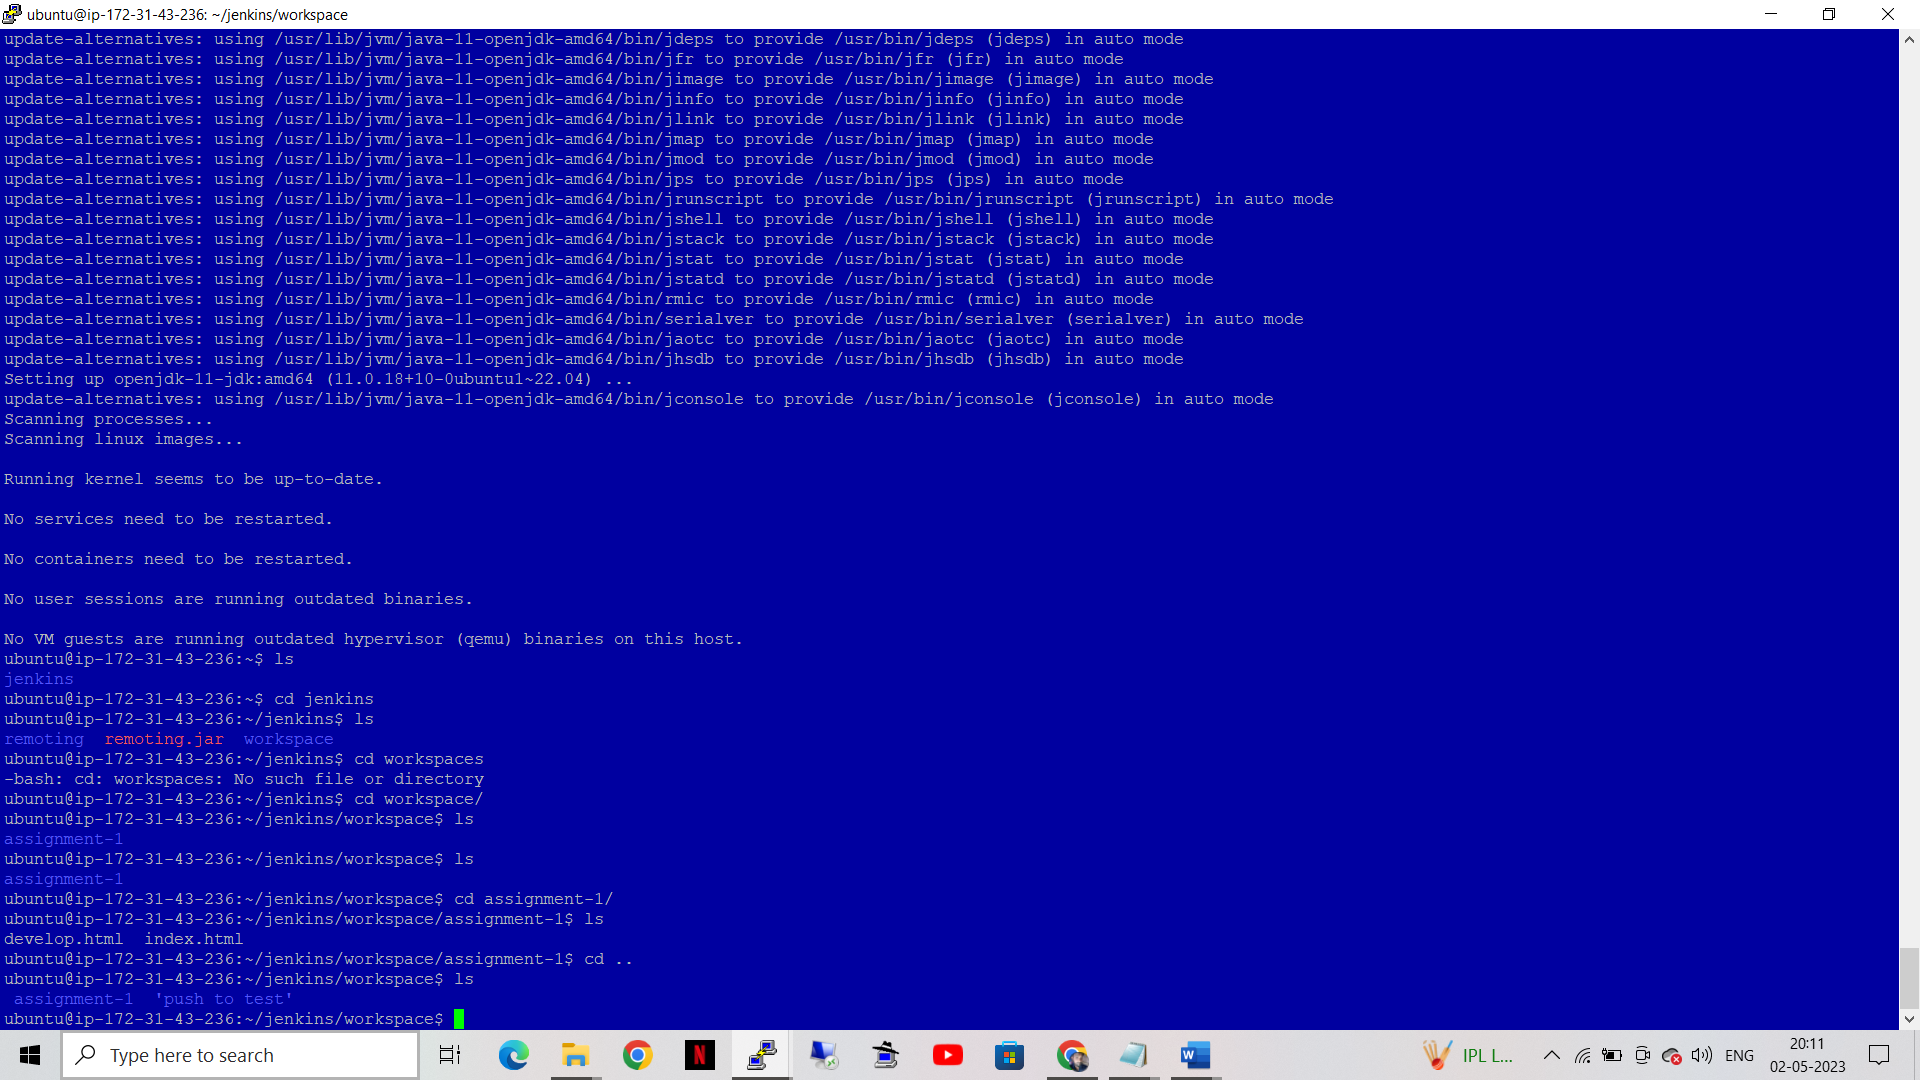 ubuntu@ip-172-31-43-236: ~/jenkins/workspace
update-alternatives: using /usr/lib/jvm/java-11-openjdk-amd64/bin/jdeps to provide /usr/bin/jdeps (jdeps) in auto mode
update-alternatives: using /usr/lib/jvm/java-11-openjdk-amd64/bin/jfr to provide /usr/bin/jfr (jfr) in auto mode
update-alternatives: using /usr/lib/jvm/java-11-openjdk-amd64/bin/jimage to provide /usr/bin/jimage (jimage) in auto mode
update-alternatives: using /usr/lib/jvm/java-11-openjdk-amd64/bin/jinfo to provide /usr/bin/jinfo (jinfo) in auto mode
update-alternatives: using /usr/lib/jvm/java-11-openjdk-amd64/bin/jlink to provide /usr/bin/jlink (jlink) in auto mode
update-alternatives: using /usr/lib/jvm/java-11-openjdk-amd64/bin/jmap to provide /usr/bin/jmap (jmap) in auto mode
update-alternatives: using /usr/lib/jvm/java-11-openjdk-amd64/bin/jmod to provide /usr/bin/jmod (jmod) in auto mode
update-alternatives: using /usr/lib/jvm/java-11-openjdk-amd64/bin/jps to provide /usr/bin/jps (jps) in auto mode
update-alternatives: using /usr/lib/jvm/java-11-openjdk-amd64/bin/jrunscript to provide /usr/bin/jrunscript (jrunscript) in auto mode
update-alternatives: using /usr/lib/jvm/java-11-openjdk-amd64/bin/jshell to provide /usr/bin/jshell (jshell) in auto mode
update-alternatives: using /usr/lib/jvm/java-11-openjdk-amd64/bin/jstack to provide /usr/bin/jstack (jstack) in auto mode
update-alternatives: using /usr/lib/jvm/java-11-openjdk-amd64/bin/jstat to provide /usr/bin/jstat (jstat) in auto mode
update-alternatives: using /usr/lib/jvm/java-11-openjdk-amd64/bin/jstatd to provide /usr/bin/jstatd (jstatd) in auto mode
update-alternatives: using /usr/lib/jvm/java-11-openjdk-amd64/bin/rmic to provide /usr/bin/rmic (rmic) in auto mode
update-alternatives: using /usr/lib/jvm/java-11-openjdk-amd64/bin/serialver to provide /usr/bin/serialver (serialver) in auto mode
update-alternatives: using /usr/lib/jvm/java-11-openjdk-amd64/bin/jaotc to provide /usr/bin/jaotc (jaotc) in auto mode
update-alternatives: using /usr/lib/jvm/java-11-openjdk-amd64/bin/jhsdb to provide /usr/bin/jhsdb (jhsdb) in auto mode
Setting up openjdk-11-jdk:amd64 (11.0.18+10-0ubuntu1~22.04) ...
update-alternatives: using /usr/lib/jvm/java-11-openjdk-amd64/bin/jconsole to provide /usr/bin/jconsole (jconsole) in auto mode
Scanning processes...
Scanning linux images...
Running kernel seems to be up-to-date.
No services need to be restarted.
No containers need to be restarted.
No user sessions are running outdated binaries.
No VM guests are running outdated hypervisor (qemu) binaries on this host.
ubuntu@ip-172-31-43-236:~$ ls
jenkins
ubuntu@ip-172-31-43-236:~$ cd jenkins
ubuntu@ip-172-31-43-236:~/jenkins$ ls
remoting  remoting.jar  workspace
ubuntu@ip-172-31-43-236:~/jenkins$ cd workspaces
-bash: cd: workspaces: No such file or directory
ubuntu@ip-172-31-43-236:~/jenkins$ cd workspace/
ubuntu@ip-172-31-43-236:~/jenkins/workspace$ ls
assignment-1
ubuntu@ip-172-31-43-236:~/jenkins/workspace$ ls
assignment-1
ubuntu@ip-172-31-43-236:~/jenkins/workspace$ cd assignment-1/
ubuntu@ip-172-31-43-236:~/jenkins/workspace/assignment-1$ ls
develop.html  index.html
ubuntu@ip-172-31-43-236:~/jenkins/workspace/assignment-1$ cd ..
ubuntu@ip-172-31-43-236:~/jenkins/workspace$ ls
 assignment-1  'push to test'
ubuntu@ip-172-31-43-236:~/jenkins/workspace$
Type here to search
N
W
IPL L...
ENG
20:11
02-05-2023